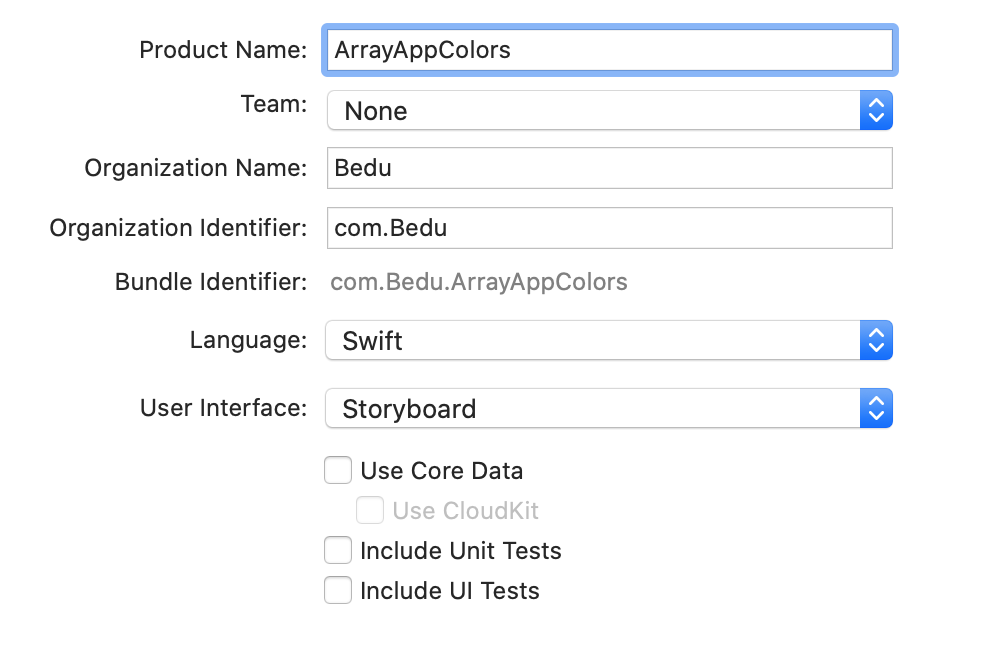 Product Name: ArrayAppColors
Team: None
Organization Name: Bedu
Organization Identifier: com.Bedu
Bundle Identifier: com.Bedu.ArrayAppColors
Language: Swift
User Interface: Storyboard
Use Core Data
Use CloudKit
Include Unit Tests
Include UI Tests